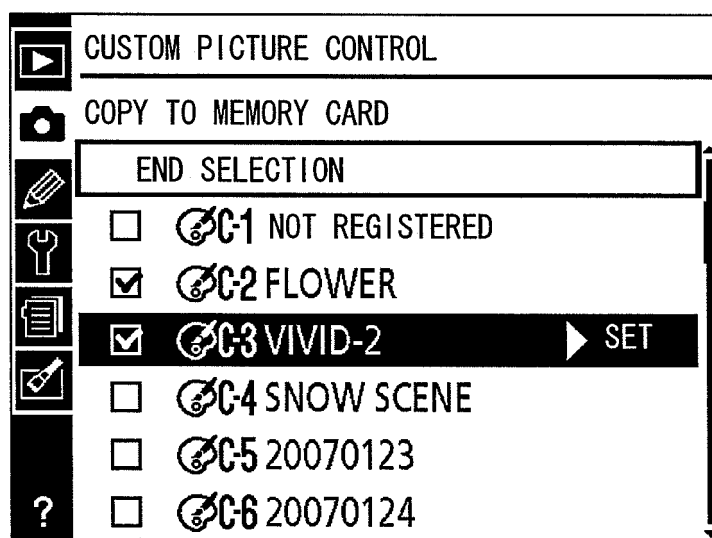 CUSTOM PICTURE CONTROL
COPY TO MEMORY CARD
END SELECTION
C-1 NOT REGISTERED
C-2 FLOWER
C-3 VIVID-2 SET
C-4 SNOW SCENE
C-5 20070123
C-6 20070124
?